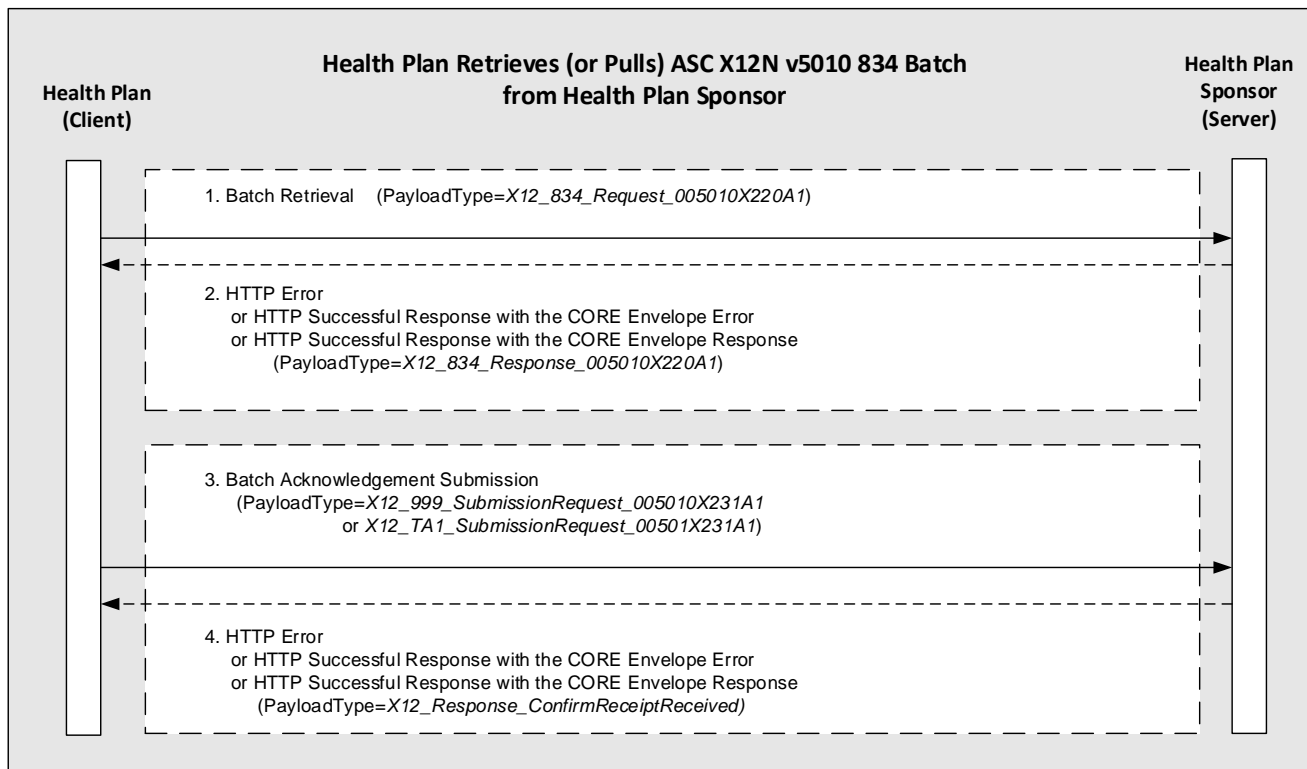 Health Plan Retrieves (or Pulls) ASC X12N v5010 834 Batch
from Health Plan Sponsor
Health Plan
(Client)
Health Plan
Sponsor
(Server)
1. Batch Retrieval (PayloadType=X12_834_Request_005010X220A1)
2. HTTP Error
or HTTP Successful Response with the CORE Envelope Error
or HTTP Successful Response with the CORE Envelope Response
(PayloadType=X12_834_Response_005010X220A1)
3. Batch Acknowledgement Submission
(PayloadType=X12_999_SubmissionRequest_005010X231A1
or X12_TA1_SubmissionRequest_00501X231A1)
4. HTTP Error
or HTTP Successful Response with the CORE Envelope Error
or HTTP Successful Response with the CORE Envelope Response
(PayloadType=X12_Response_ConfirmReceiptReceived)